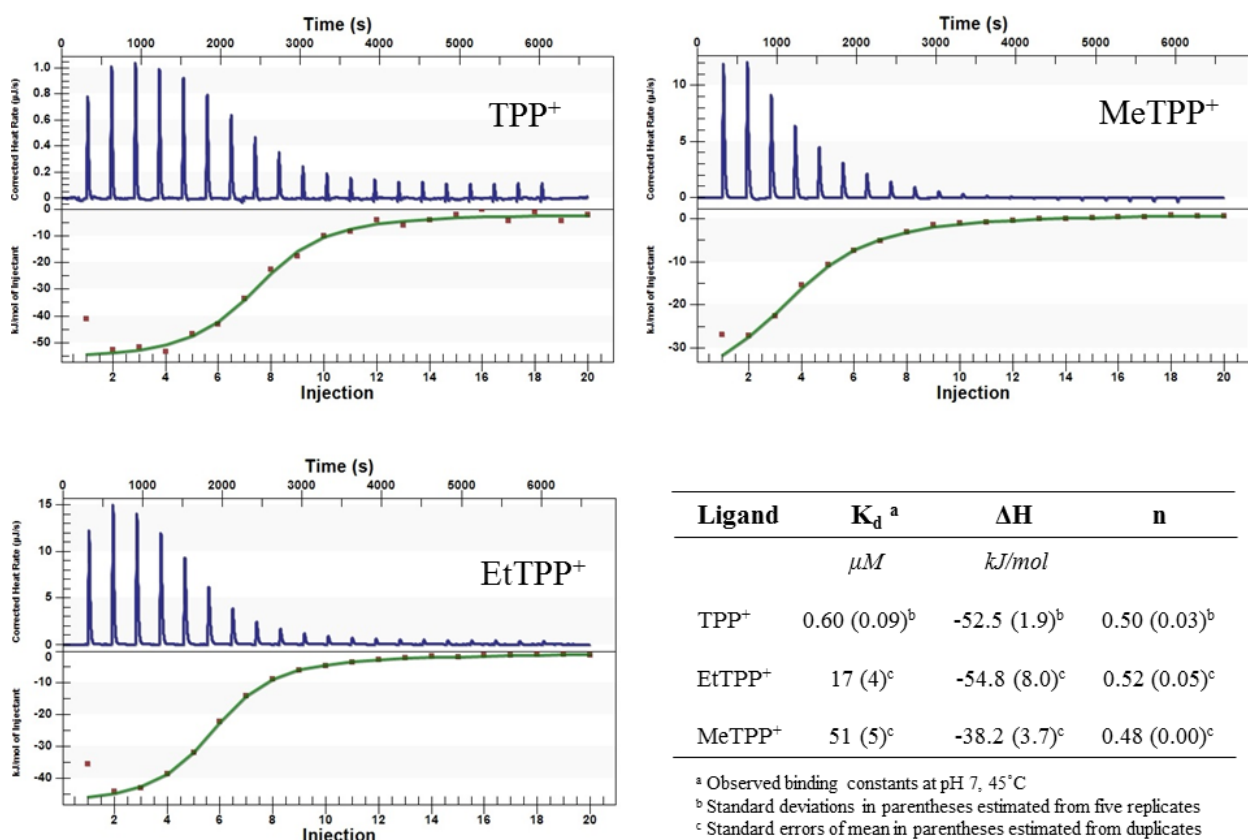 Time (s)
0 1000 2000 3000 4000 5000 6000
Corrected Heat Rate (µJ/s)
1.0
0.8
0.6
0.4
0.2
0
TPP+
kJ/mol of Injectant
0
-10
-20
-30
-40
-50
2 4 6 8 10 12 14 16 18 20
Injection
Time (s)
0 1000 2000 3000 4000 5000 6000
Corrected Heat Rate (µJ/s)
10
5
0
MeTPP+
kJ/mol of Injectant
0
-10
-20
-30
2 4 6 8 10 12 14 16 18 20
Injection
Time (s)
0 1000 2000 3000 4000 5000 6000
Corrected Heat Rate (µJ/s)
15
10
5
0
EtTPP+
kJ/mol of Injectant
0
-10
-20
-30
-40
2 4 6 8 10 12 14 16 18 20
Injection
Ligand Kd a ΔH n
µM kJ/mol
TPP+ 0.60 (0.09)b -52.5 (1.9)b 0.50 (0.03)b
EtTPP+ 17 (4)c -54.8 (8.0)c 0.52 (0.05)c
MeTPP+ 51 (5)c -38.2 (3.7)c 0.48 (0.00)c
a Observed binding constants at pH 7, 45˚C
b Standard deviations in parentheses estimated from five replicates
c Standard errors of mean in parentheses estimated from duplicates